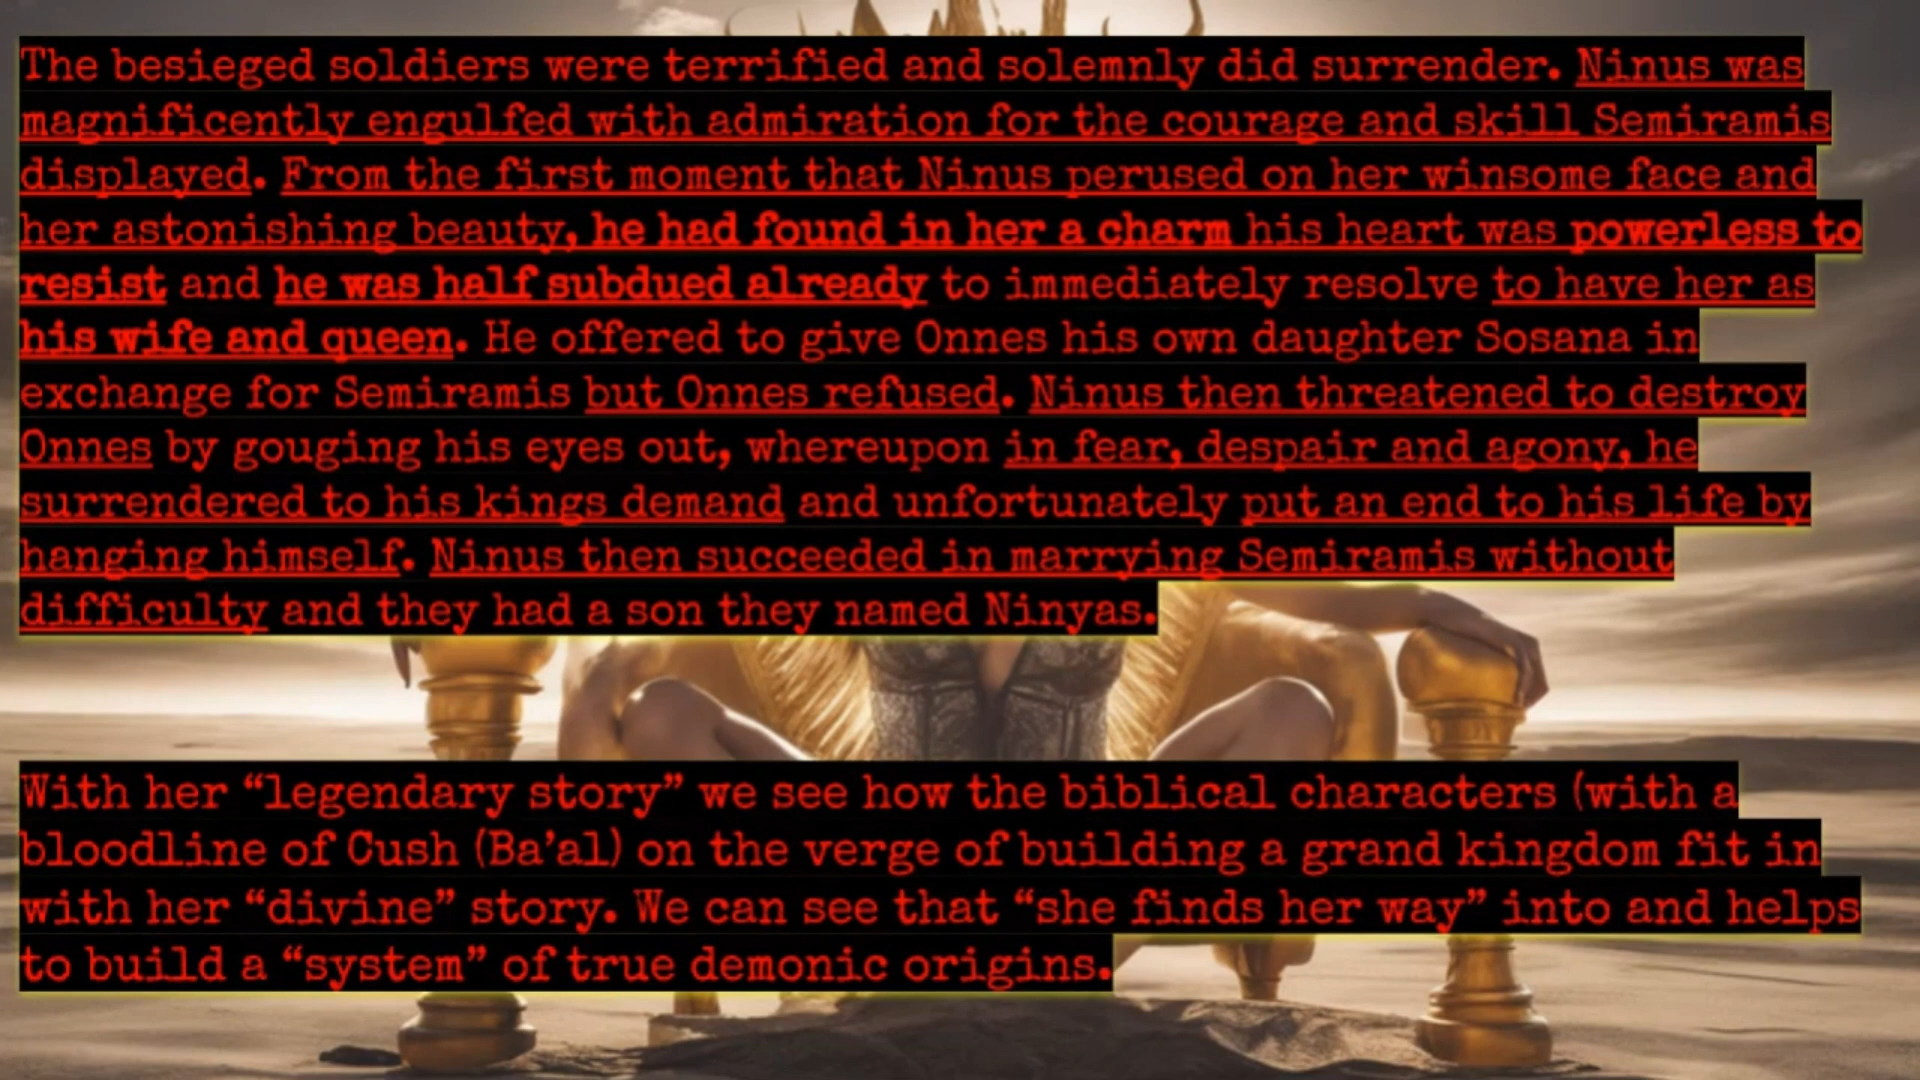 The besieged soldiers were terrified and solemnly did surrender. Ninus was
magnificently engulfed with admiration for the courage and skill Semiramis
displayed. From the first moment that Ninus perused on her winsome face and
her astonishing beauty, he had found in her a charm his heart was powerless to
resist and he was half subdued already to immediately resolve to have her as
his wife and queen. He offered to give Onnes his own daughter Sosana in
exchange for Semiramis but Onnes refused. Ninus then threatened to destroy
Onnes by gouging his eyes out, whereupon in fear, despair and agony, he
surrendered to his kings demand and unfortunately put an end to his life by
hanging himself. Ninus then succeeded in marrying Semiramis without
difficulty and they had a son they named Ninyas.
With her “legendary story” we see how the biblical characters (with a
bloodline of Cush (Ba’al) on the verge of building a grand kingdom fit in
with her “divine” story. We can see that “she finds her way” into and helps
to build a “system” of true demonic origins.